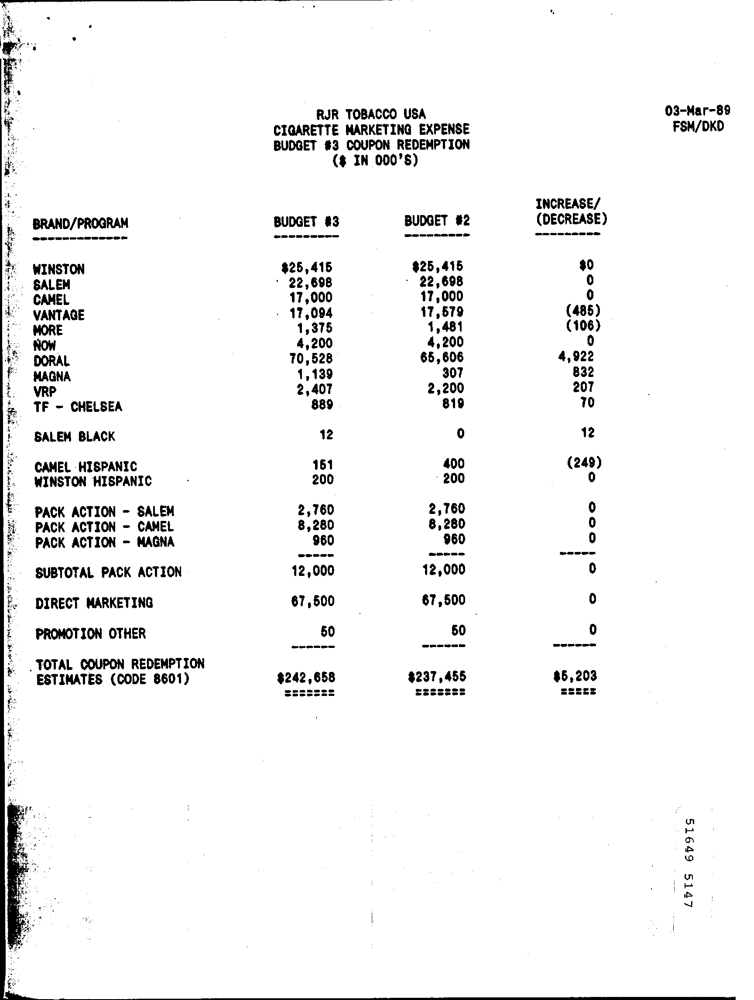 RJR TOBACCO USA 03-Mar-89
CIGARETTE MARKETING EXPENSE FSM/DKD
BUDGET #3 COUPON REDEMPTION
($ IN 000'S)
INCREASE/
BRAND/PROGRAM BUDGET #3 BUDGET #2 (DECREASE)
-------------- ---------- ---------- ----------
WINSTON $25,415 $25,415 $0
SALEM 22,698 22,698 0
CAMEL 17,000 17,000 0
VANTAGE 17,094 17,579 (485)
MORE 1,375 1,481 (106)
NOW 4,200 4,200 0
DORAL 70,528 65,606 4,922
MAGNA 1,139 307 832
VRP 2,407 2,200 207
TF - CHELSEA 889 819 70
SALEM BLACK 12 0 12
CAMEL HISPANIC 151 400 (249)
WINSTON HISPANIC 200 200 0
PACK ACTION - SALEM 2,760 2,760 0
PACK ACTION - CAMEL 8,280 8,280 0
PACK ACTION - MAGNA 960 960 0
----- ----- -----
SUBTOTAL PACK ACTION 12,000 12,000 0
DIRECT MARKETING 67,500 67,500 0
PROMOTION OTHER 50 50 0
------ ------ ------
TOTAL COUPON REDEMPTION
ESTIMATES (CODE 8601) $242,658 $237,455 $5,203
======= ======= =====
51649 5147